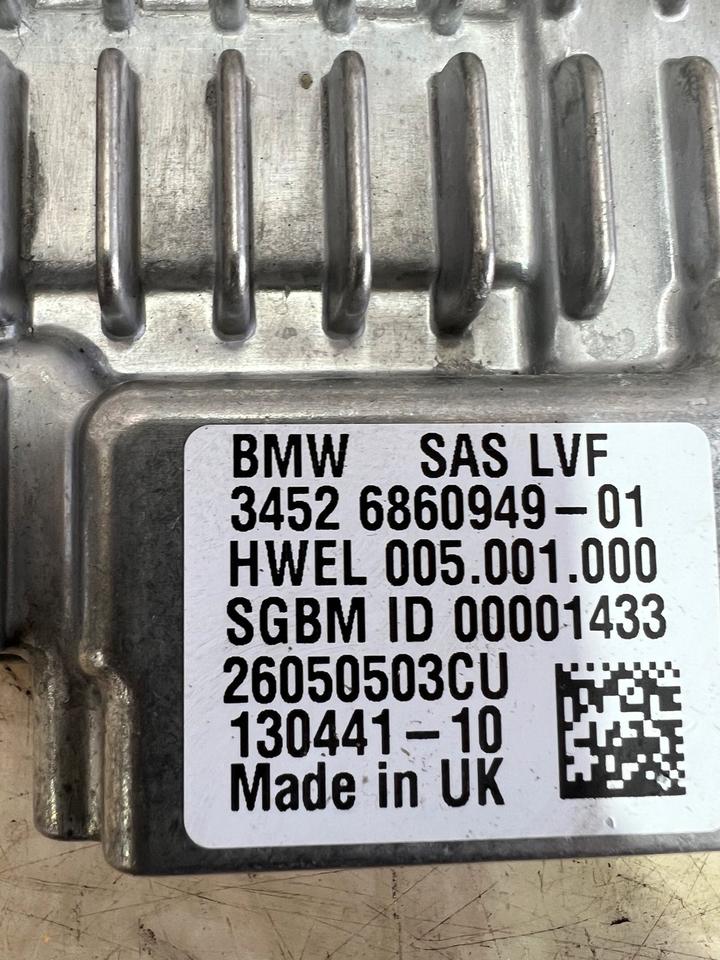 BMW SAS LVF
3452 6860949-01
HWEL 005.001.000
SGBM ID 00001433
26050503CU
130441-10
Made in UK